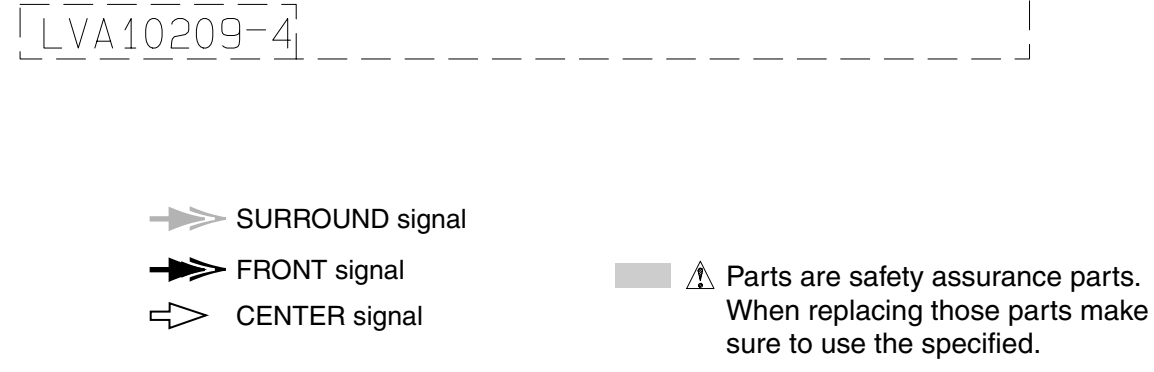 LVA10209-4
SURROUND signal
FRONT signal
CENTER signal
Parts are safety assurance parts.
When replacing those parts make
sure to use the specified.